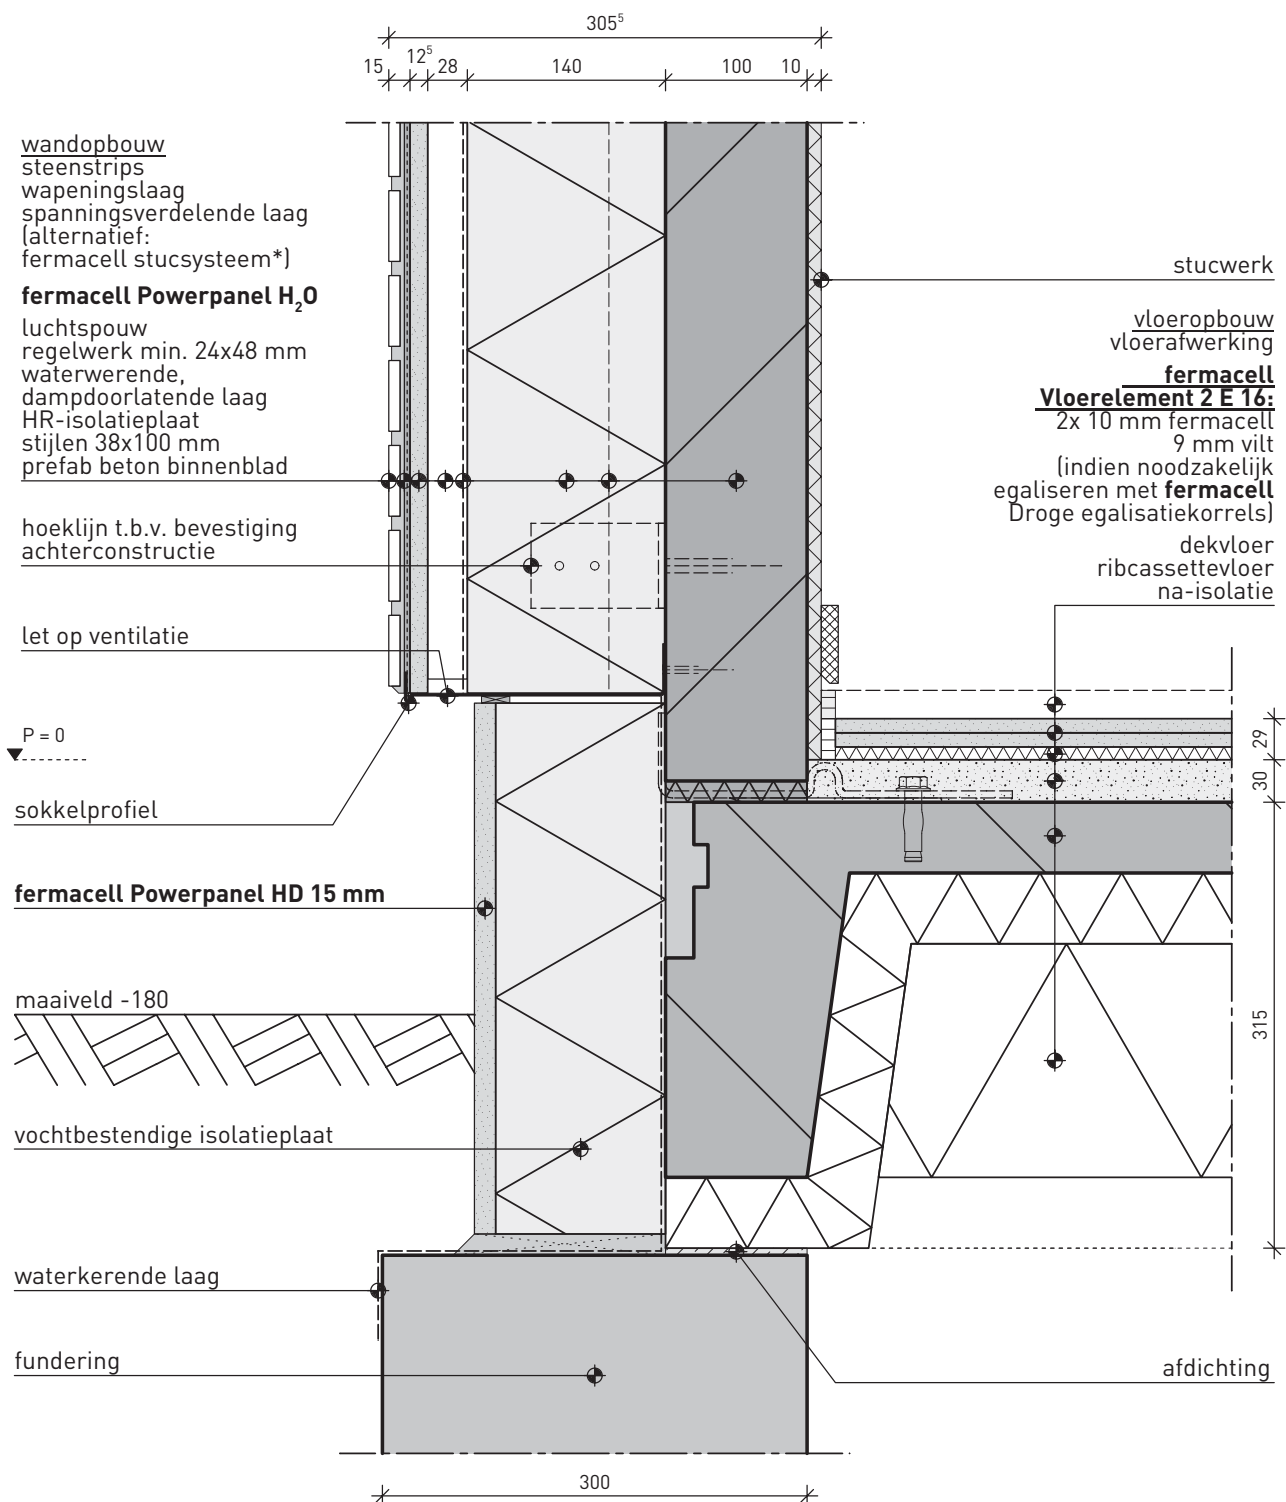 305⁵
15
12⁵
28
140
100
10
wandopbouw
steenstrips
wapeningslaag
spanningsverdelende laag
(alternatief:
fermacell stucsysteem*)
fermacell Powerpanel H₂O
luchtspouw
regelwerk min. 24x48 mm
waterwerende,
dampdoorlatende laag
HR-isolatieplaat
stijlen 38x100 mm
prefab beton binnenblad
hoeklijn t.b.v. bevestiging
achterconstructie
let op ventilatie
P = 0
sokkelprofiel
fermacell Powerpanel HD 15 mm
maaiveld -180
vochtbestendige isolatieplaat
waterkerende laag
fundering
stucwerk
vloeropbouw
vloerafwerking
fermacell
Vloerelement 2 E 16:
2x 10 mm fermacell
9 mm vilt
(indien noodzakelijk
egaliseren met fermacell
Droge egalisatiekorrels)
dekvloer
ribcassettevloer
na-isolatie
29
30
315
afdichting
300